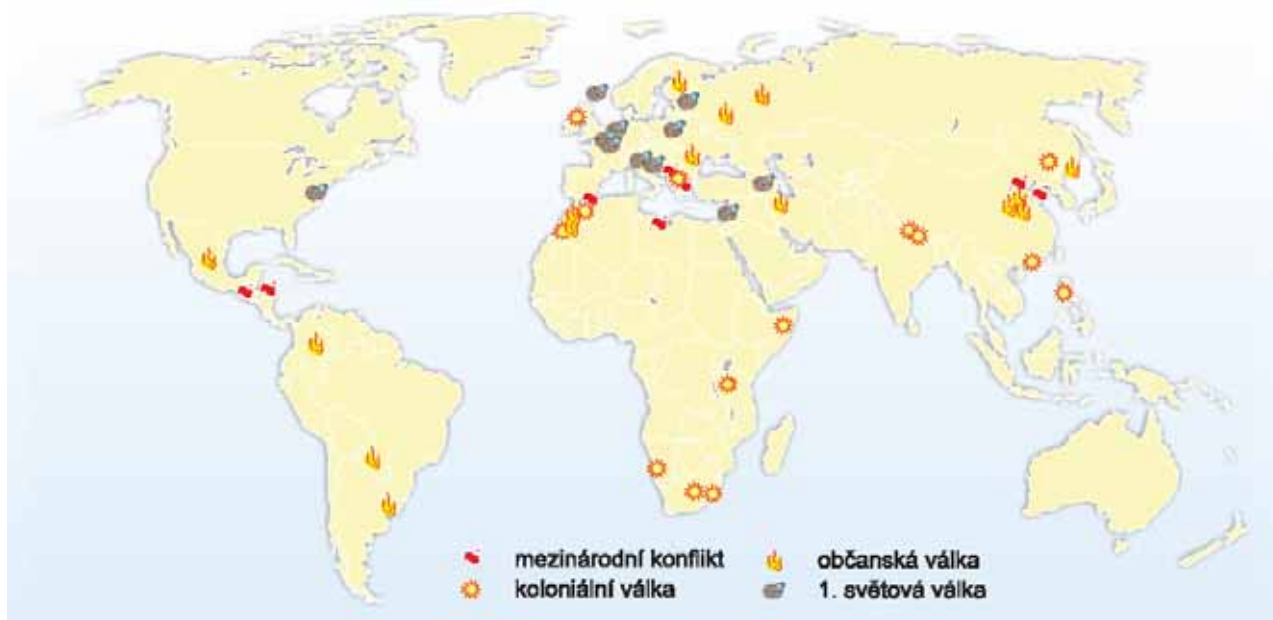 mezinárodní konflikt
koloniální válka
občanská válka
1. světová válka